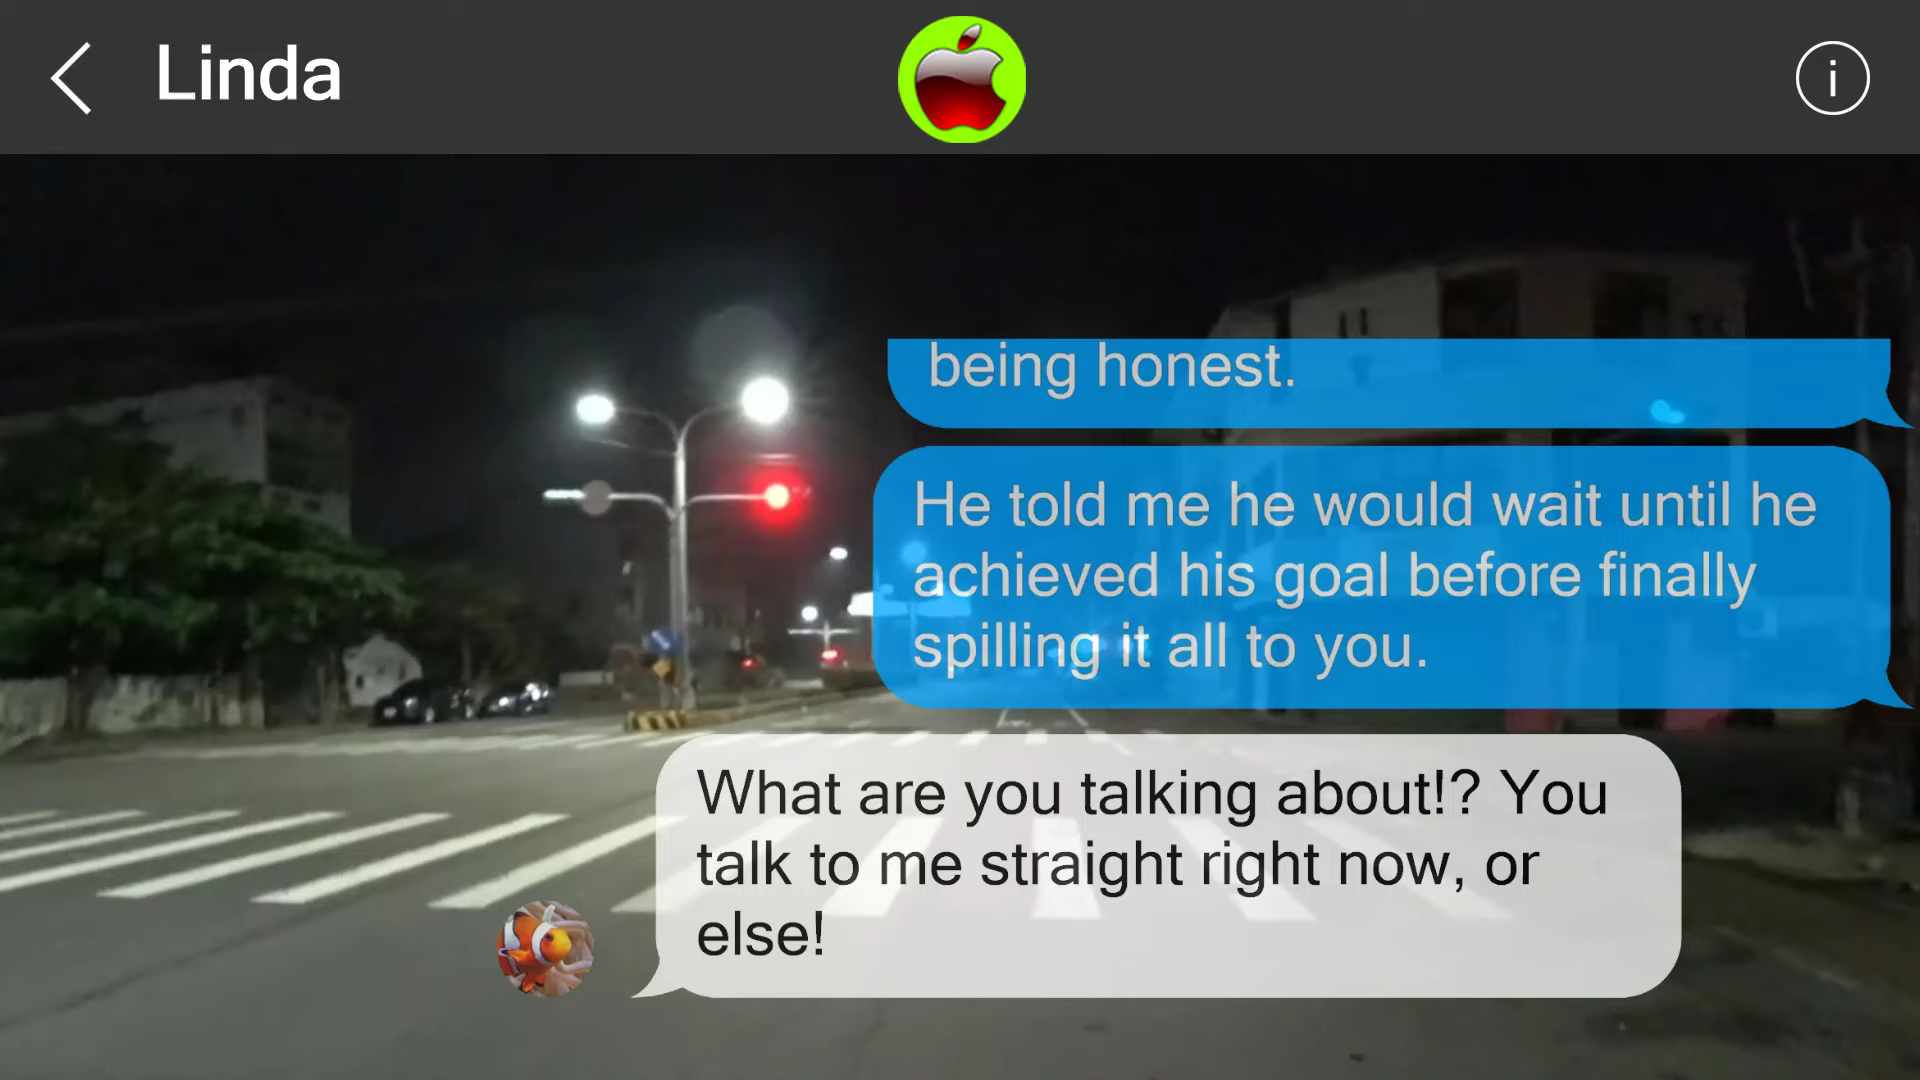 Linda
i
being honest.
He told me he would wait until he
achieved his goal before finally
spilling it all to you.
What are you talking about!? You
talk to me straight right now, or
else!